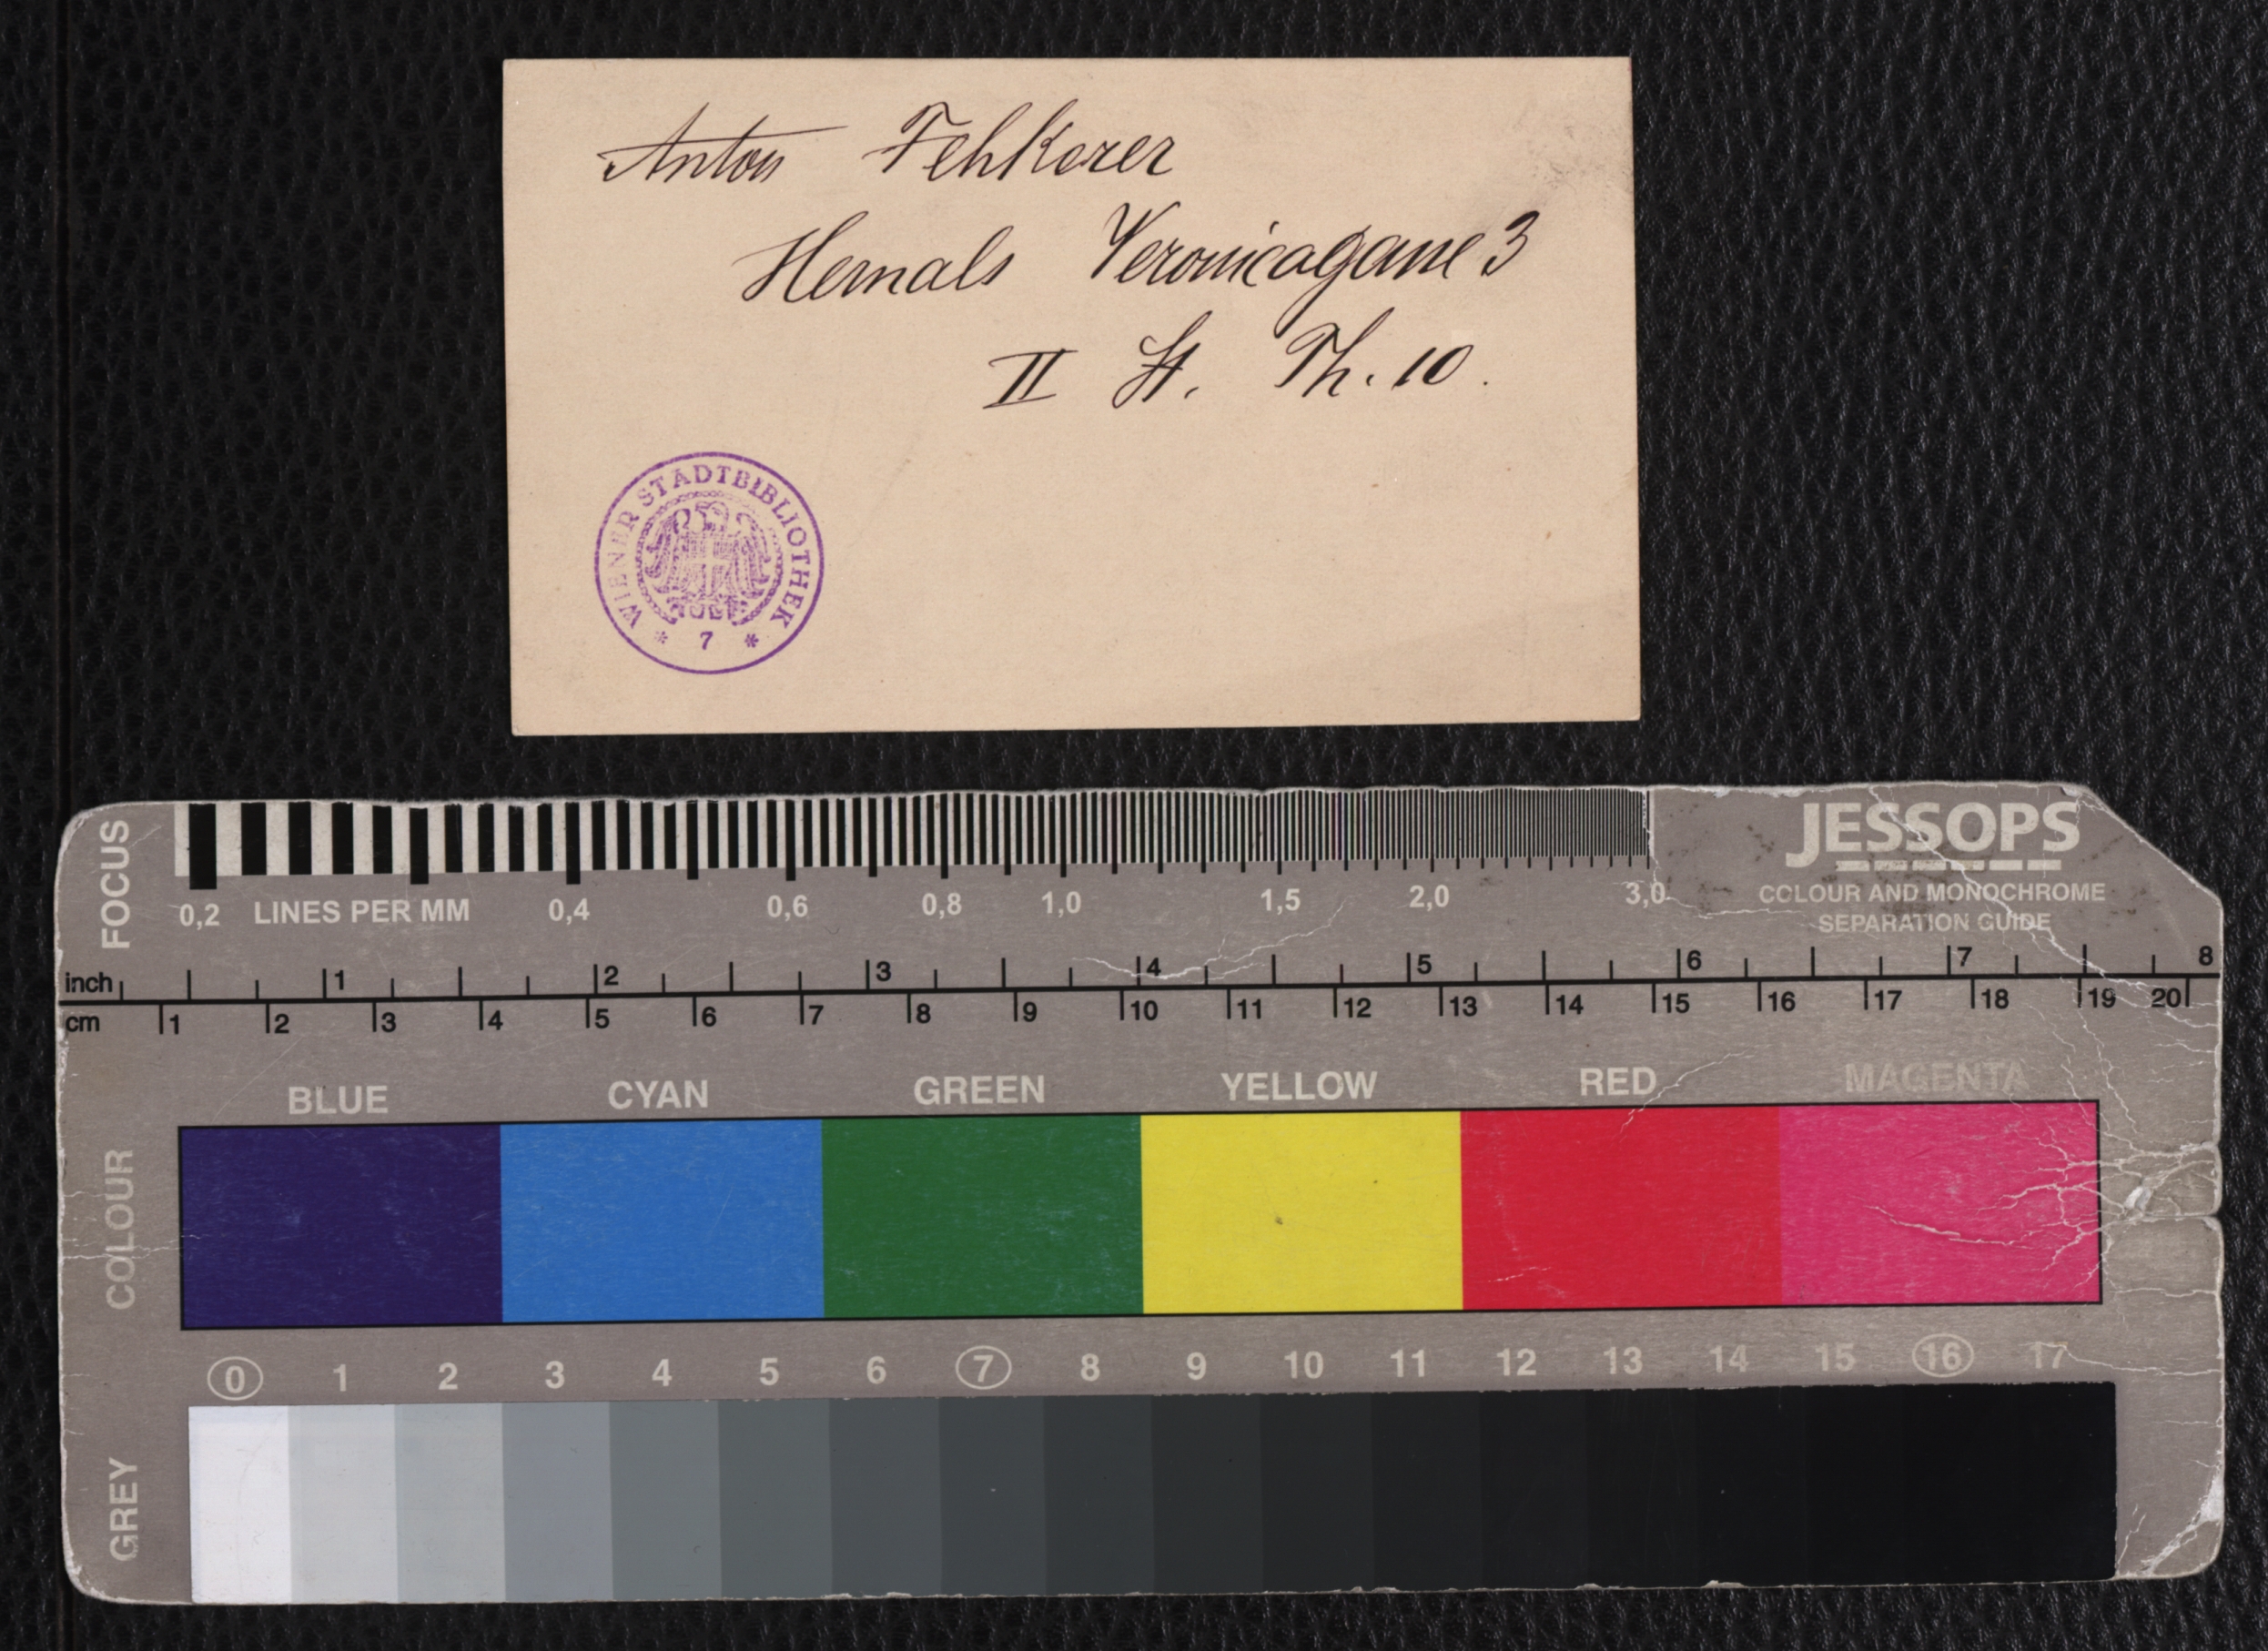 Anton Fehkerer
Hernals Veronicagasse 3
II St. Th. 10.
WIENER STADTBIBLIOTHEK
* 7 *
FOCUS
0,2 LINES PER MM 0,4 0,6 0,8 1,0 1,5 2,0 3,0
JESSOPS
COLOUR AND MONOCHROME
SEPARATION GUIDE
inch 1 2 3 4 5 6 7 8
cm 1 2 3 4 5 6 7 8 9 10 11 12 13 14 15 16 17 18 19 20
BLUE CYAN GREEN YELLOW RED MAGENTA
COLOUR
0 1 2 3 4 5 6 7 8 9 10 11 12 13 14 15 16 17
GREY